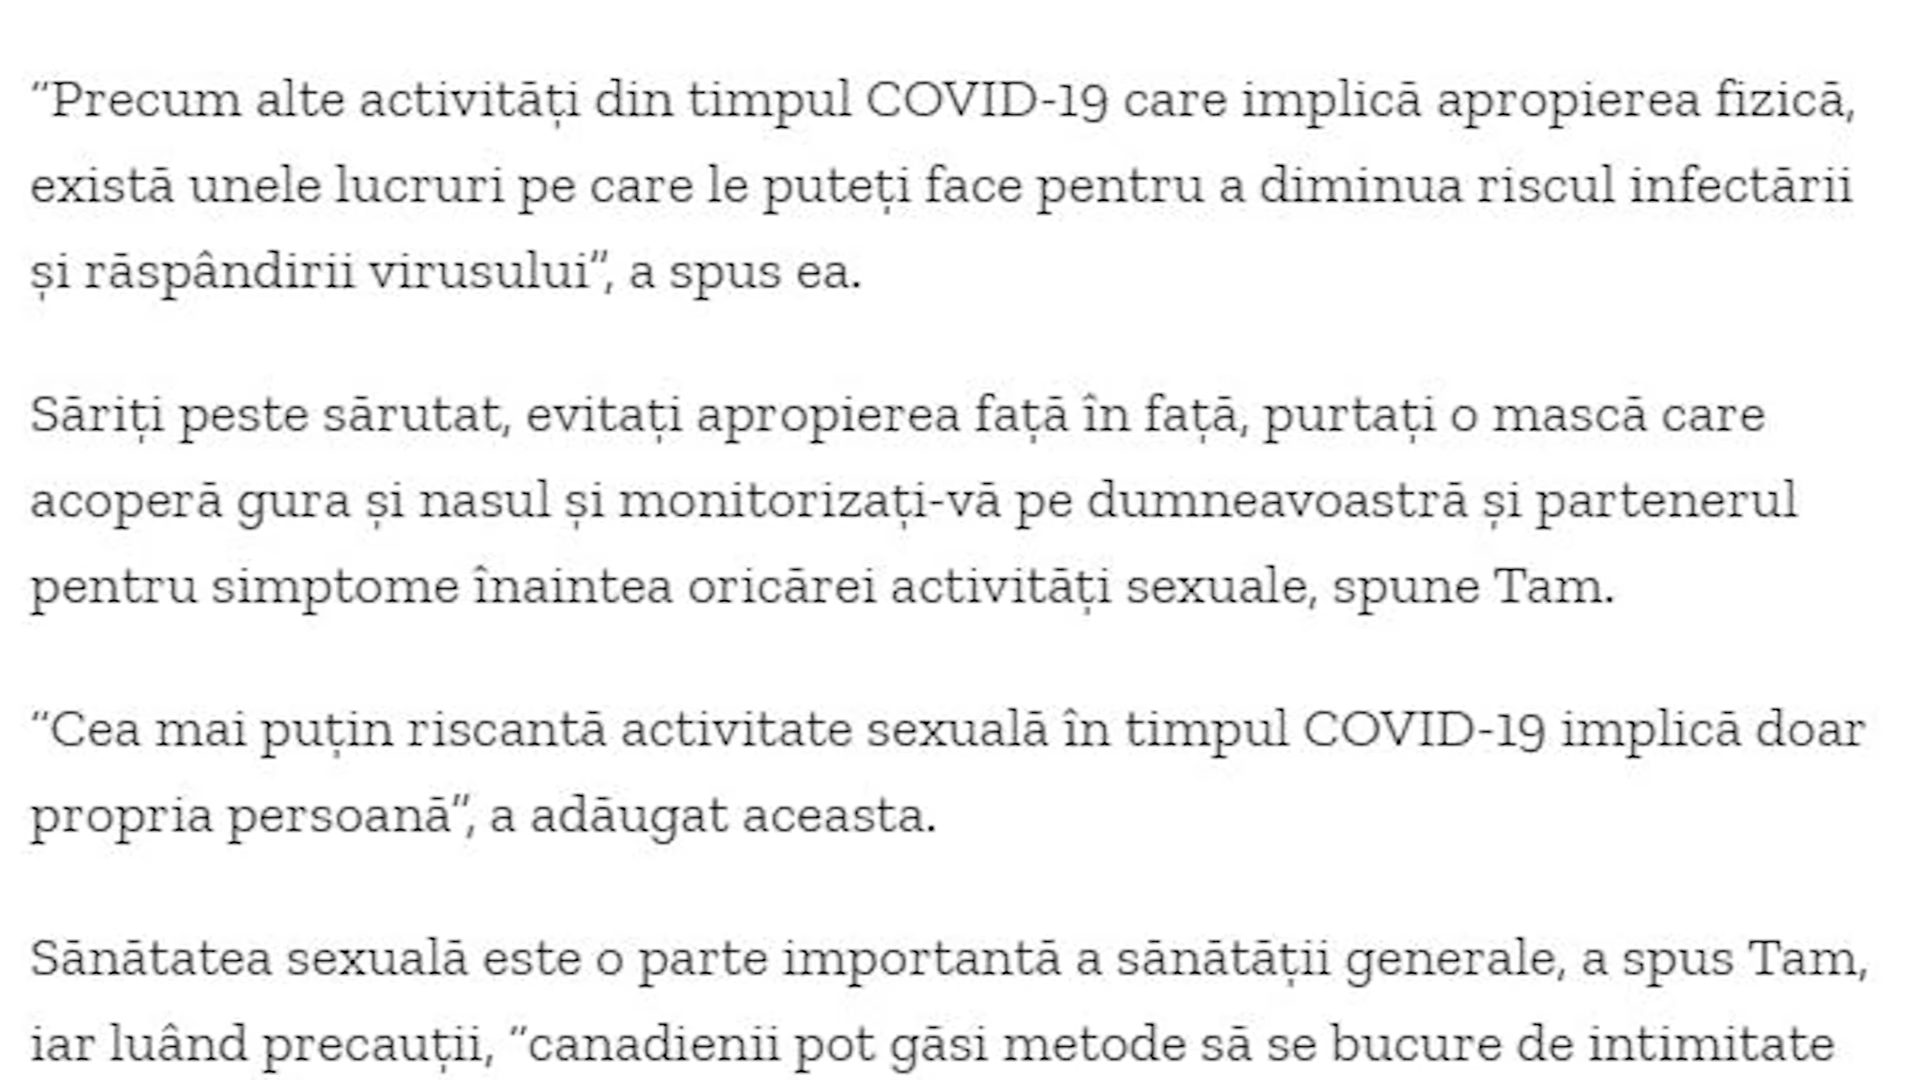 “Precum alte activități din timpul COVID-19 care implică apropierea fizică,
există unele lucruri pe care le puteți face pentru a diminua riscul infectării
și răspândirii virusului”, a spus ea.
Săriți peste sărutat, evitați apropierea față în față, purtați o mască care
acoperă gura și nasul și monitorizați-vă pe dumneavoastră și partenerul
pentru simptome înaintea oricărei activități sexuale, spune Tam.
“Cea mai puțin riscantă activitate sexuală în timpul COVID-19 implică doar
propria persoană”, a adăugat aceasta.
Sănătatea sexuală este o parte importantă a sănătății generale, a spus Tam,
iar luând precauții, “canadienii pot găsi metode să se bucure de intimitate